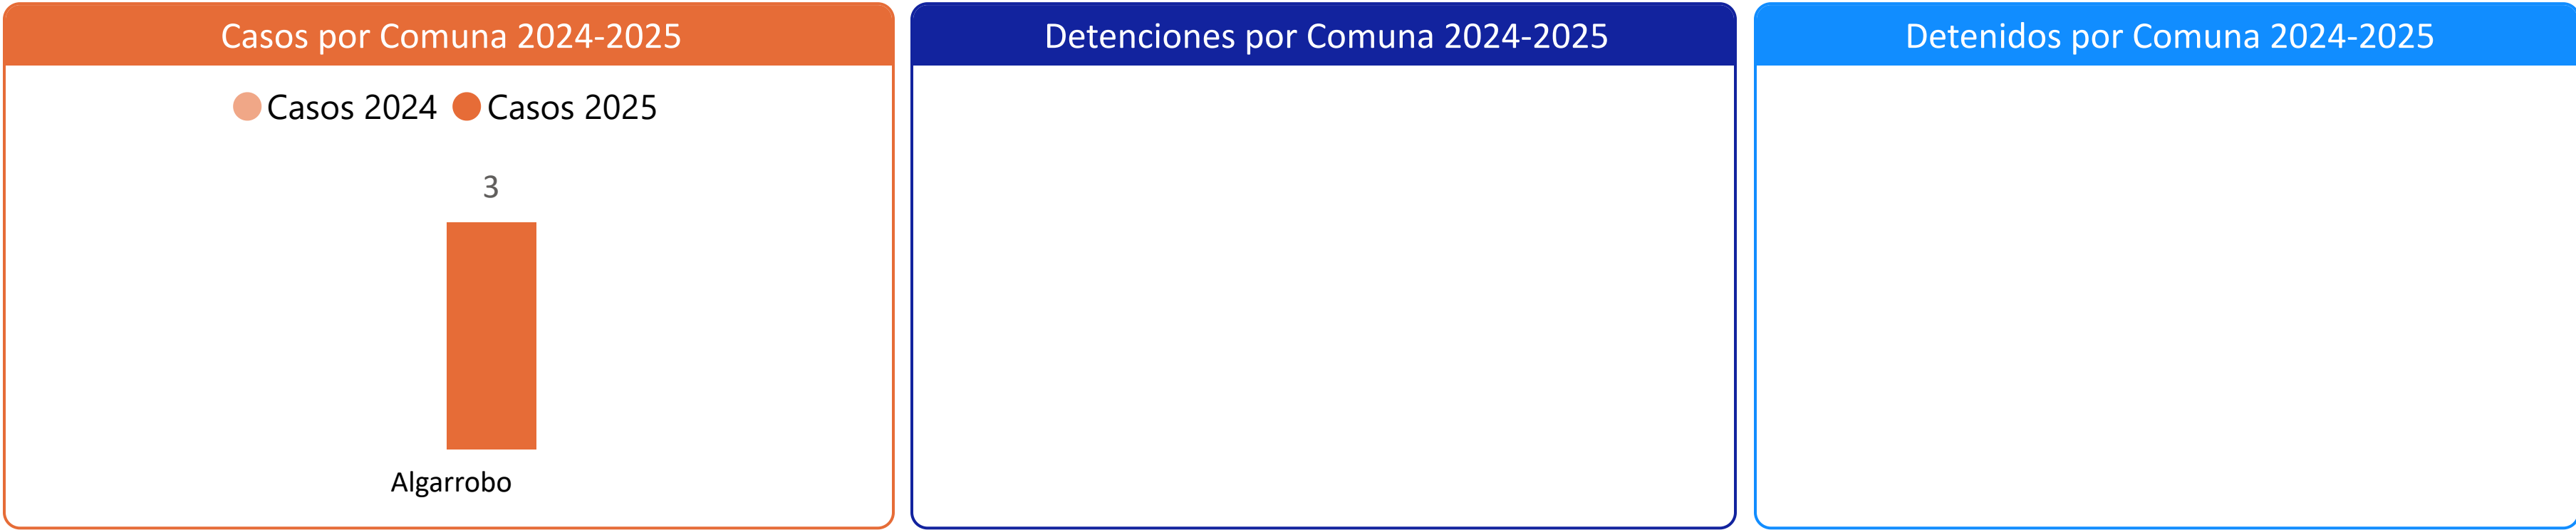 Casos por Comuna 2024-2025
Casos 2024 Casos 2025
3
Algarrobo
Detenciones por Comuna 2024-2025
Detenidos por Comuna 2024-2025